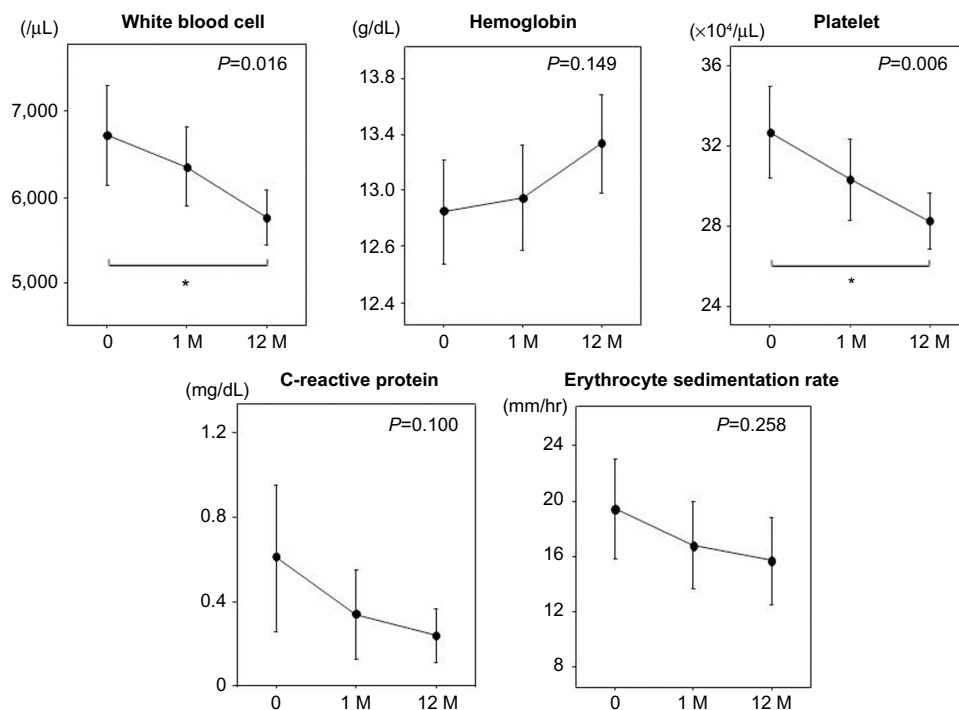 White blood cell
(/μL)
P=0.016
7,000
6,000
5,000
*
0 1 M 12 M
Hemoglobin
(g/dL)
P=0.149
13.8
13.4
13.0
12.6
12.4
0 1 M 12 M
Platelet
(×10⁴/μL)
P=0.006
36
32
28
24
*
0 1 M 12 M
C-reactive protein
(mg/dL)
P=0.100
1.2
0.8
0.4
0
0 1 M 12 M
Erythrocyte sedimentation rate
(mm/hr)
P=0.258
24
20
16
12
8
0 1 M 12 M